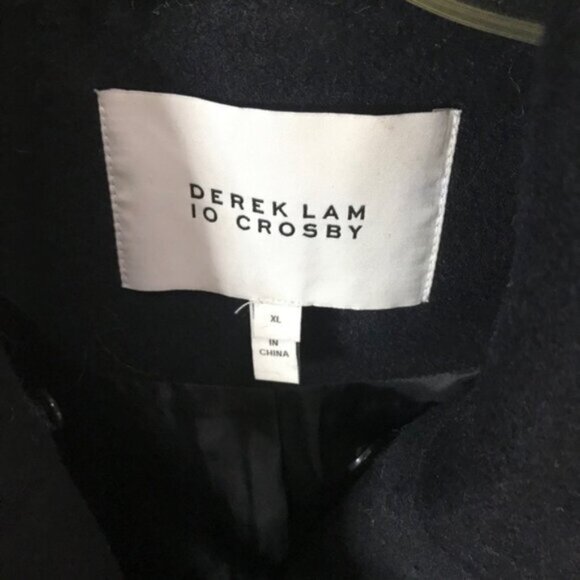 DEREK LAM
10 CROSBY
XL
IN
CHINA